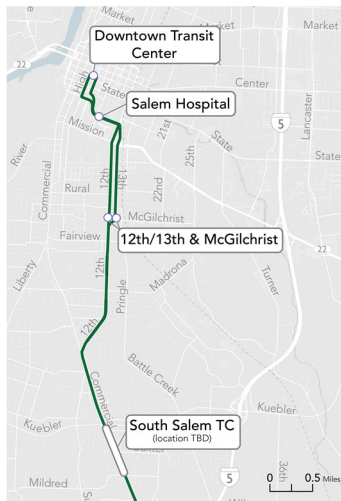 Market
Market
Downtown Transit
Center
22
High
State
Center
Salem Hospital
Lancaster
Mission
21st
State
5
River
State
25th
Commercial
12th
13th
Rural
22nd
McGilchrist
Fairview
12th/13th & McGilchrist
22
12th
Madrona
Liberty
Pringle
Turner
12th
Battle Creek
Commercial
Kuebler
Kuebler
South Salem TC
(location TBD)
Mildred
5
36th
0 0.5 Miles